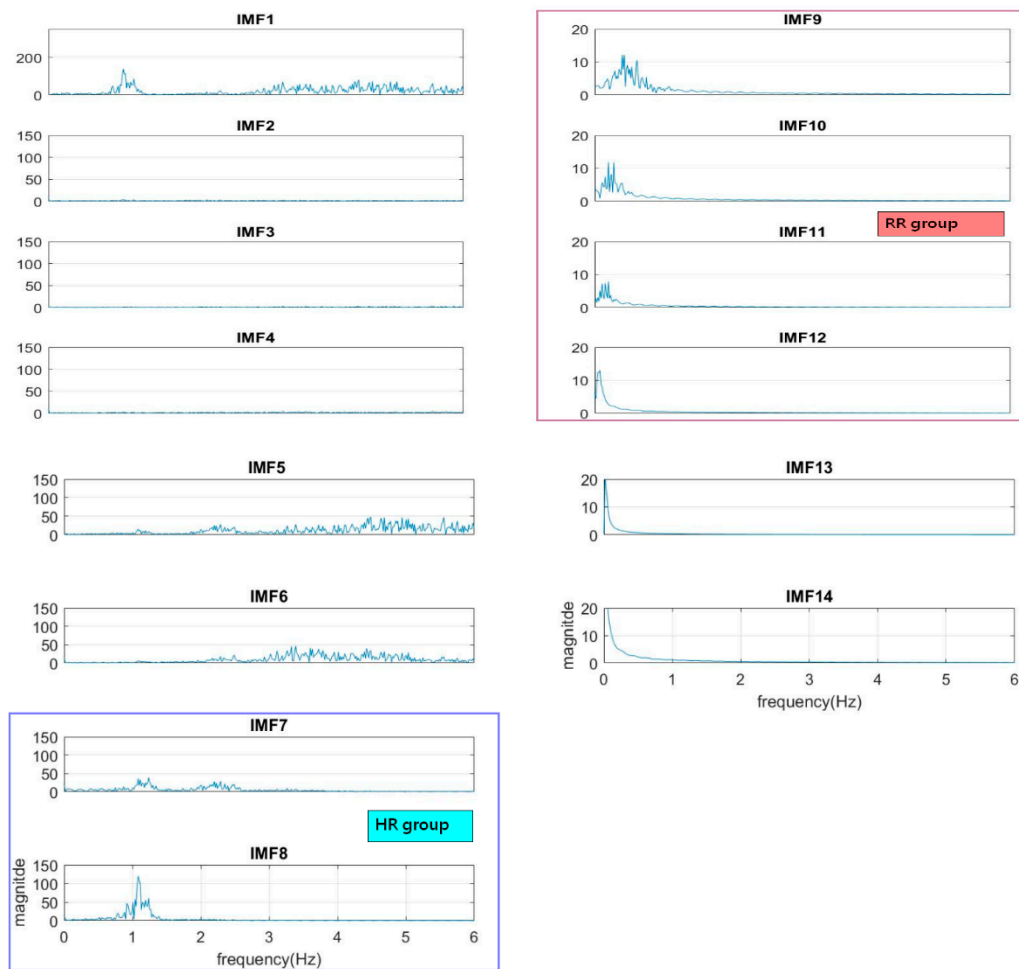 IMF1
200
0
IMF2
150
100
50
0
IMF3
150
100
50
0
IMF4
150
100
50
0
IMF5
150
100
50
0
IMF6
150
100
50
0
IMF7
150
100
50
0
HR group
IMF8
150
100
50
0
magnitde
0 1 2 3 4 5 6
frequency(Hz)
IMF9
20
10
0
IMF10
20
10
0
RR group
IMF11
20
10
0
IMF12
20
10
0
IMF13
20
10
0
IMF14
20
10
0
magnitde
0 1 2 3 4 5 6
frequency(Hz)